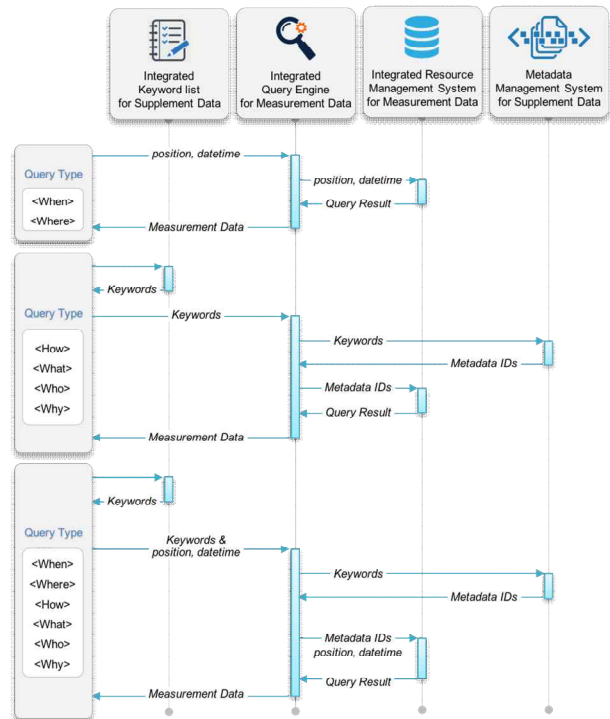 Integrated
Keyword list
for Supplement Data
Integrated
Query Engine
for Measurement Data
Integrated Resource
Management System
for Measurement Data
Metadata
Management System
for Supplement Data
position, datetime
Query Type
<When>
<Where>
position, datetime
Query Result
Measurement Data
Keywords
Query Type
<How>
<What>
<Who>
<Why>
Keywords
Keywords
Metadata IDs
Metadata IDs
Query Result
Measurement Data
Keywords
Query Type
<When>
<Where>
<How>
<What>
<Who>
<Why>
Keywords &
position, datetime
Keywords
Metadata IDs
Metadata IDs
position, datetime
Query Result
Measurement Data